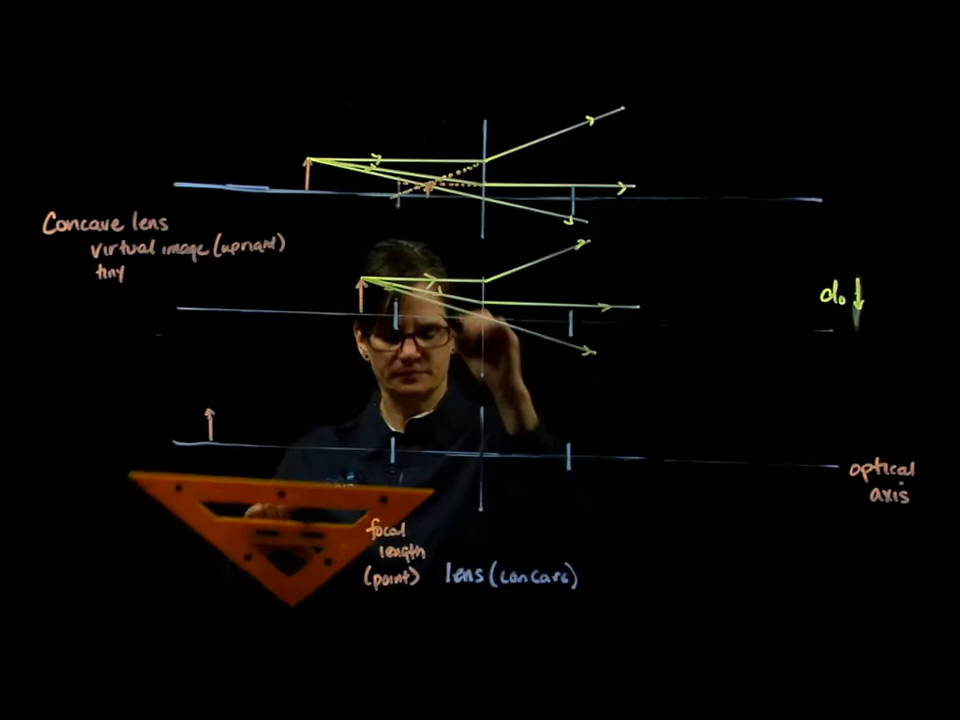 Concave lens
virtual image (upright)
tiny
do ↓
optical
axis
focal
length
(point)
lens (concave)